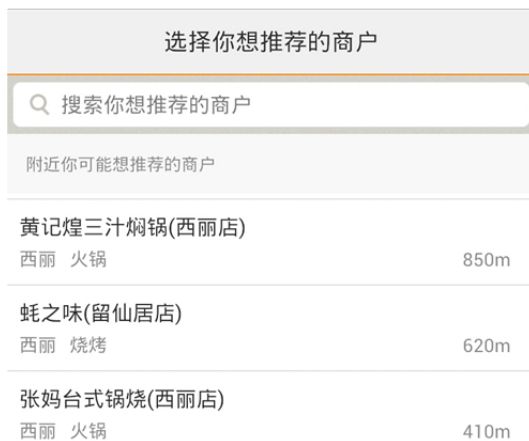 选择你想推荐的商户
搜索你想推荐的商户
附近你可能想推荐的商户
黄记煌三汁焖锅(西丽店)
西丽 火锅 850m
蚝之味(留仙居店)
西丽 烧烤 620m
张妈台式锅烧(西丽店)
西丽 火锅 410m